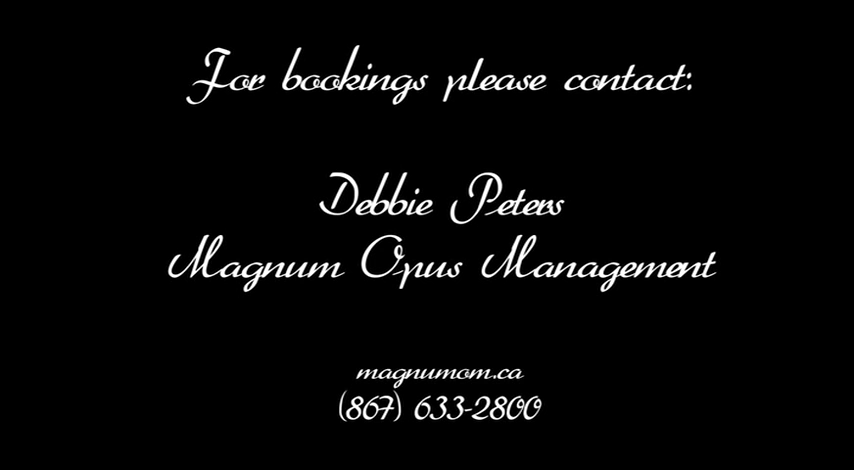 For bookings please contact:
Debbie Peters
Magnum Opus Management
magnumom.ca
(867) 633-2800